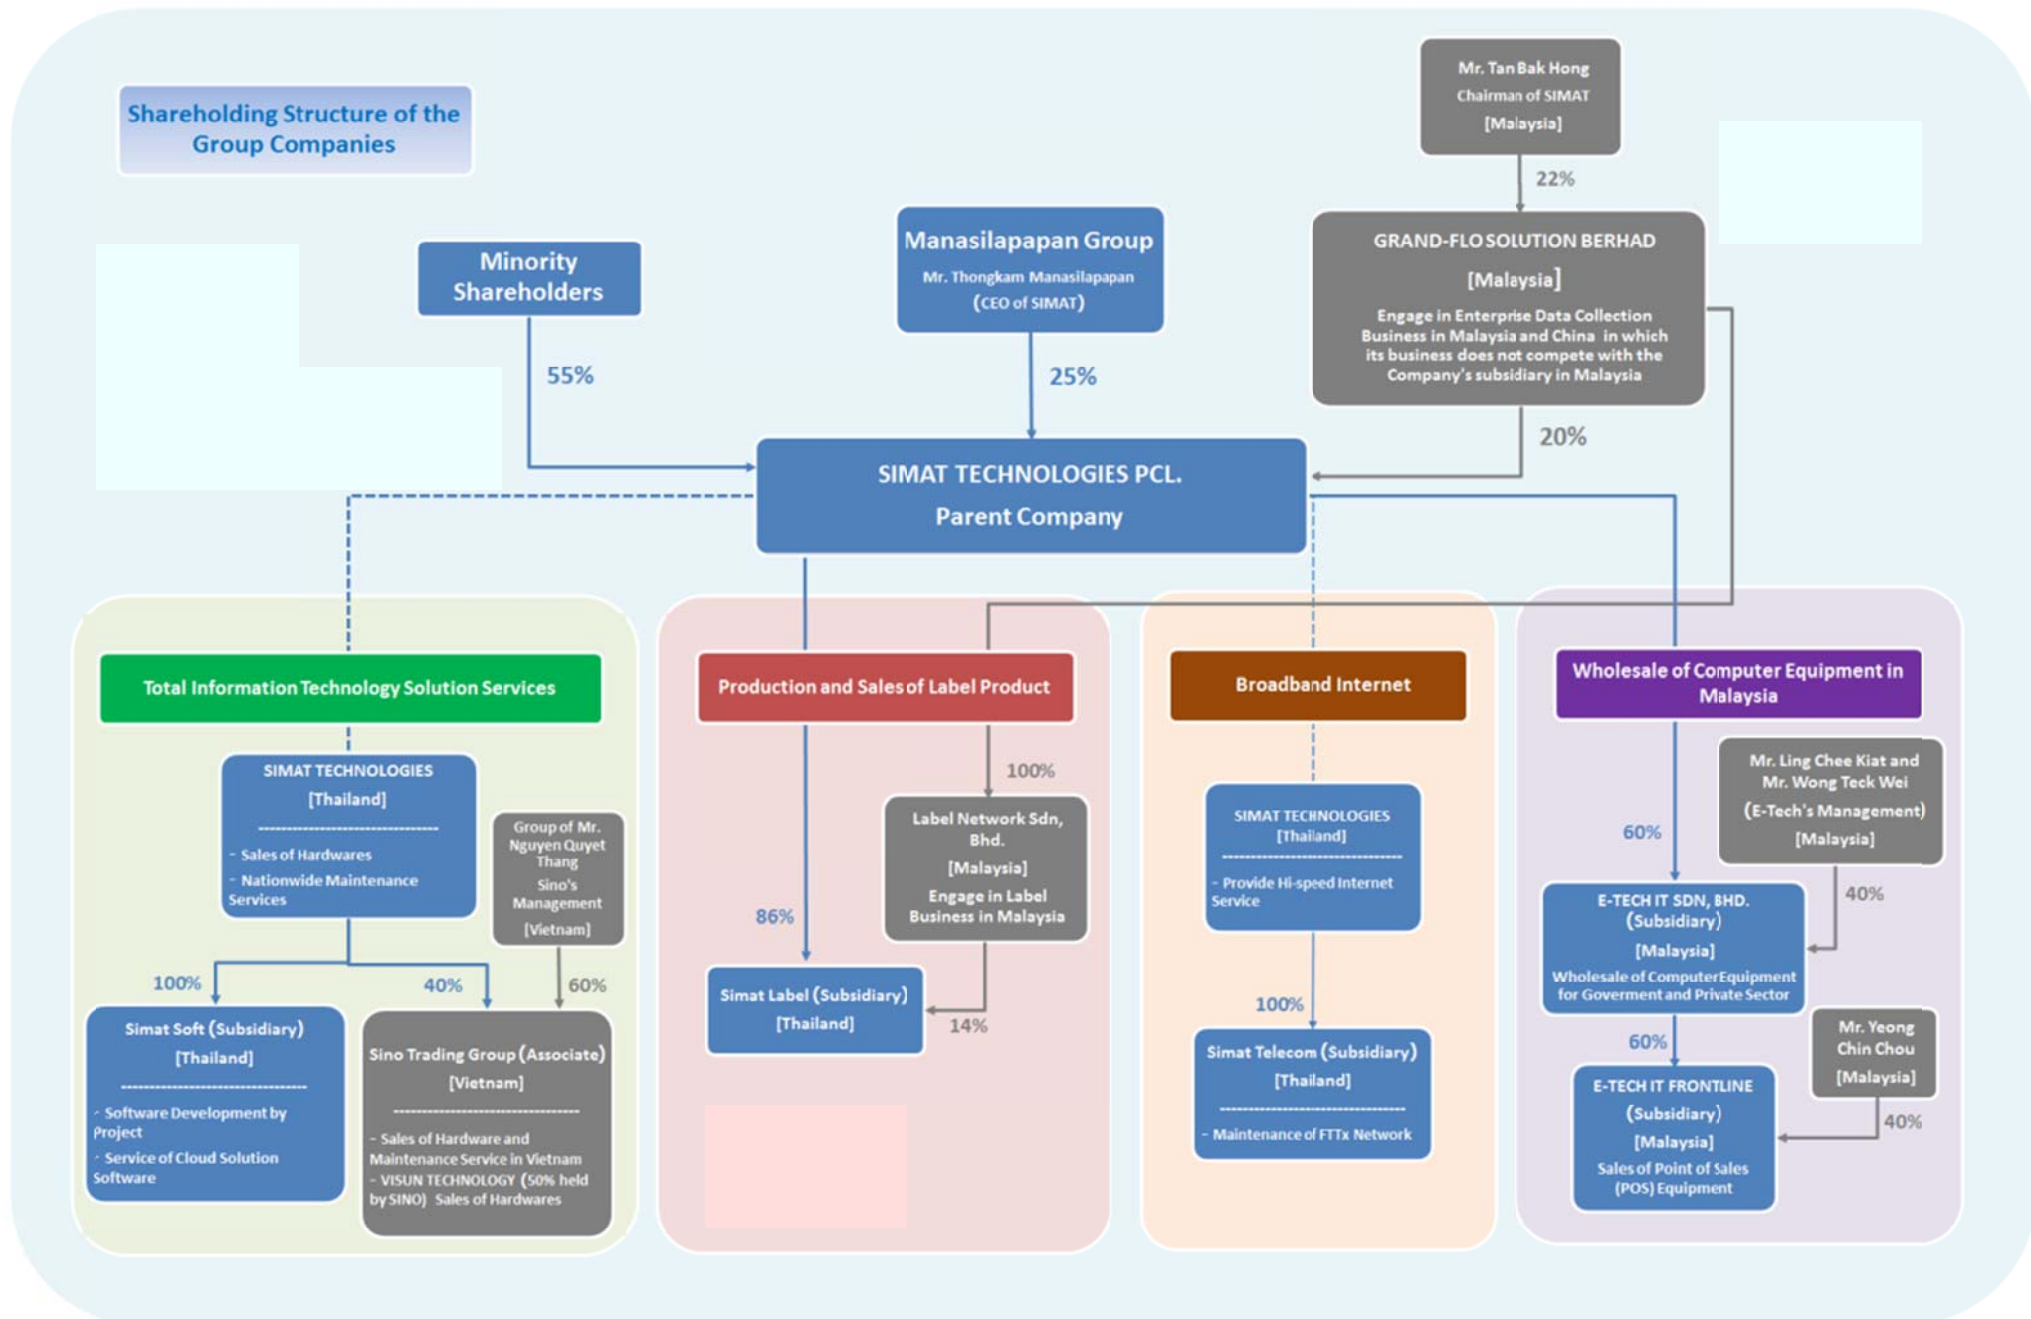 Shareholding Structure of the
Group Companies
Mr. Tan Bak Hong
Chairman of SIMAT
[Malaysia]
22%
Minority
Shareholders
Manasilapapan Group
Mr. Thongkam Manasilapapan
(CEO of SIMAT)
GRAND-FLO SOLUTION BERHAD
[Malaysia]
Engage in Enterprise Data Collection
Business in Malaysia and China in which
its business does not compete with the
Company's subsidiary in Malaysia
55%
25%
20%
SIMAT TECHNOLOGIES PCL.
Parent Company
Total Information Technology Solution Services
SIMAT TECHNOLOGIES
[Thailand]
--------------------------------
- Sales of Hardwares
- Nationwide Maintenance
Services
Group of Mr.
Nguyen Quyet
Thang
Sino's
Management
[Vietnam]
100%
40%
60%
Simat Soft (Subsidiary)
[Thailand]
---------------------------------
- Software Development by
Project
- Service of Cloud Solution
Software
Sino Trading Group (Associate)
[Vietnam]
---------------------------------
- Sales of Hardware and
Maintenance Service in Vietnam
- VISUN TECHNOLOGY (50% held
by SINO) Sales of Hardwares
Production and Sales of Label Product
100%
Label Network Sdn,
Bhd.
[Malaysia]
Engage in Label
Business in Malaysia
86%
Simat Label (Subsidiary)
[Thailand]
14%
Broadband Internet
SIMAT TECHNOLOGIES
[Thailand]
--------------------------------
- Provide Hi-speed Internet
Service
100%
Simat Telecom (Subsidiary)
[Thailand]
---------------------------------
- Maintenance of FTTx Network
Wholesale of Computer Equipment in
Malaysia
Mr. Ling Chee Kiat and
Mr. Wong Teck Wei
(E-Tech's Management)
[Malaysia]
60%
40%
E-TECH IT SDN, BHD.
(Subsidiary)
[Malaysia]
Wholesale of ComputerEquipment
for Goverment and Private Sector
60%
Mr. Yeong
Chin Chou
[Malaysia]
40%
E-TECH IT FRONTLINE
(Subsidiary)
[Malaysia]
Sales of Point of Sales
(POS) Equipment